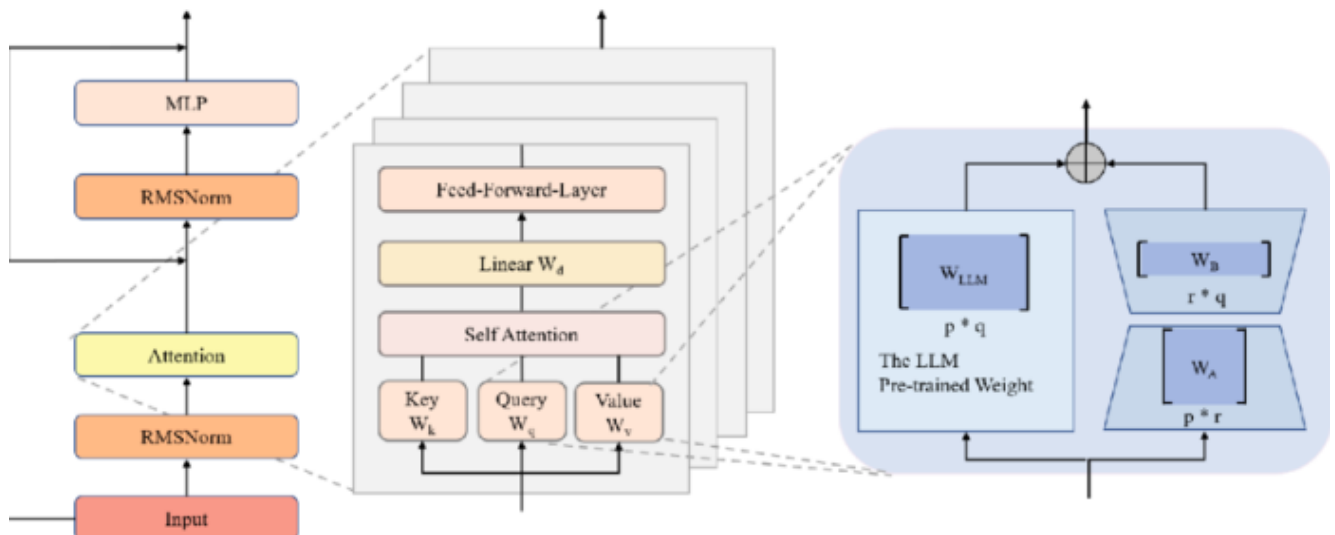 MLP
RMSNorm
Attention
RMSNorm
Input
Feed-Forward-Layer
Linear W_d
Self Attention
Key
W_k
Query
W_q
Value
W_v
W_LLM
p * q
The LLM
Pre-trained Weight
W_B
r * q
W_A
p * r